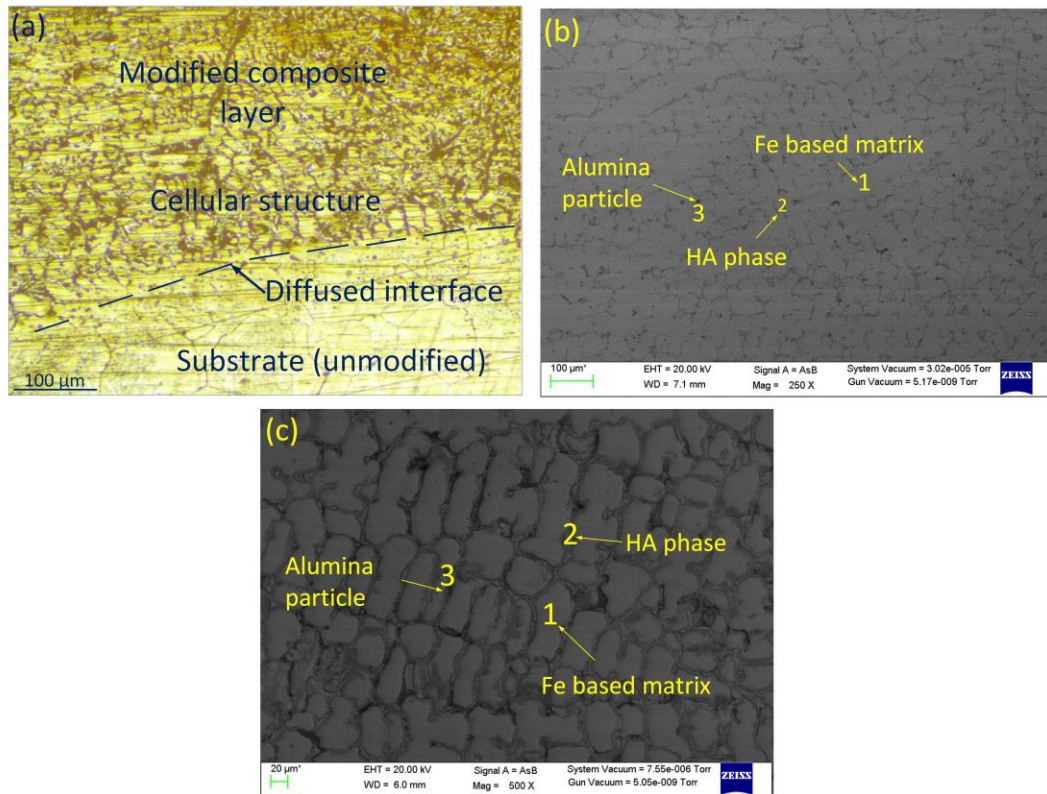 (a)
Modified composite
layer
Cellular structure
Diffused interface
Substrate (unmodified)
100 µm
(b)
Fe based matrix
1
Alumina
particle
3
2
HA phase
100 µm*
EHT = 20.00 kV
WD = 7.1 mm
Signal A = AsB
Mag = 250 X
System Vacuum = 3.02e-005 Torr
Gun Vacuum = 5.17e-009 Torr
ZEISS
(c)
2
HA phase
Alumina
particle
3
1
Fe based matrix
20 µm*
EHT = 20.00 kV
WD = 6.0 mm
Signal A = AsB
Mag = 500 X
System Vacuum = 7.55e-006 Torr
Gun Vacuum = 5.05e-009 Torr
ZEISS